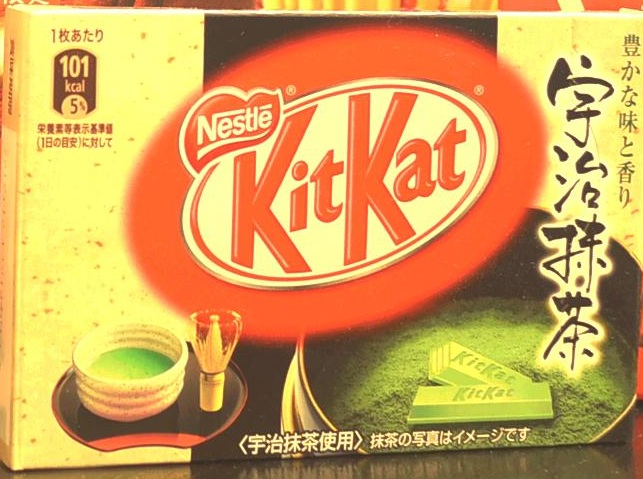 1枚あたり
101
kcal
5%
栄養素等表示基準値
(1日の目安)に対して
Nestlé®
KitKat®
豊かな味と香り
宇治抹茶
KitKat
KitKat
〈宇治抹茶使用〉抹茶の写真はイメージです